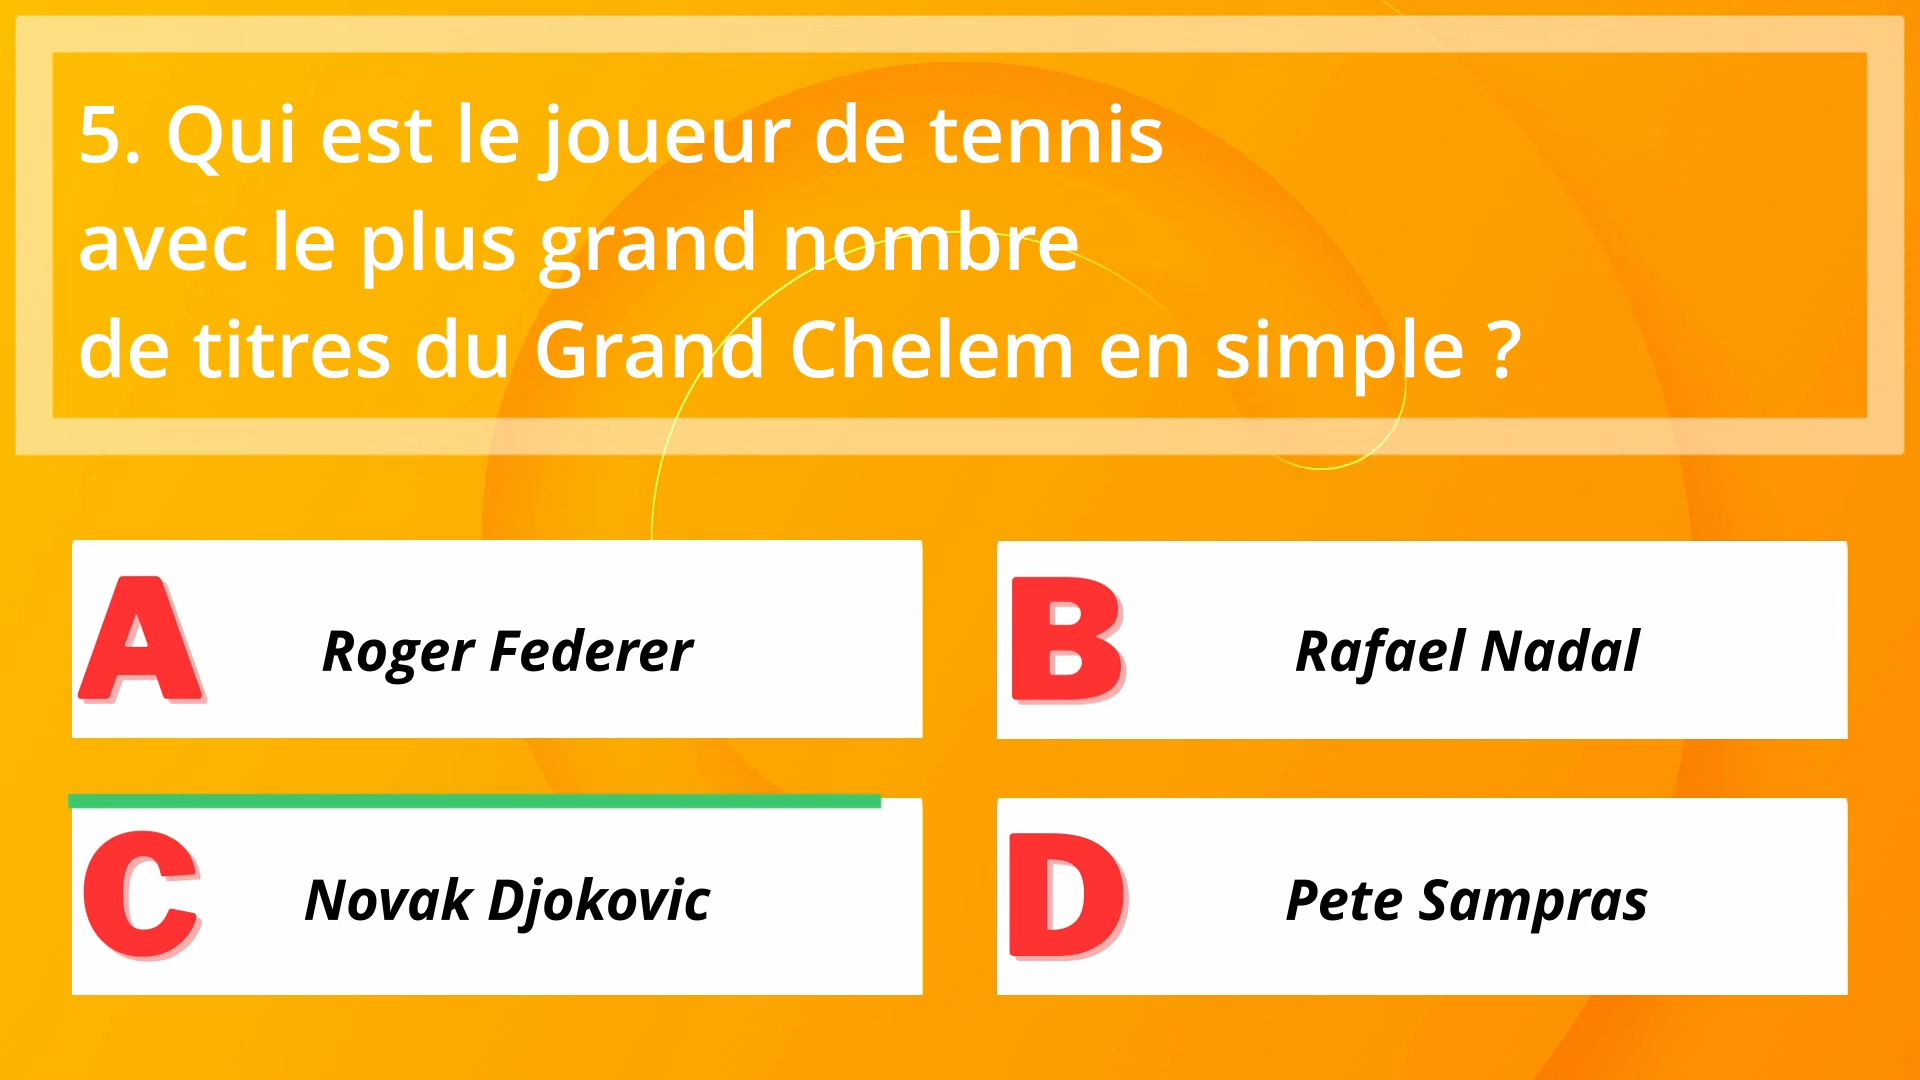 5. Qui est le joueur de tennis
avec le plus grand nombre
de titres du Grand Chelem en simple ?
A Roger Federer
B Rafael Nadal
C Novak Djokovic
D Pete Sampras